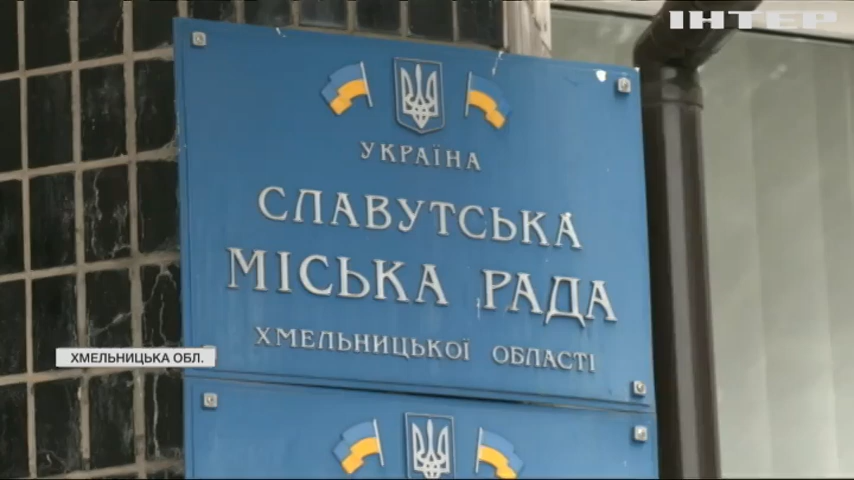 ІНТЕР
УКРАЇНА
СЛАВУТСЬКА
МІСЬКА РАДА
ХМЕЛЬНИЦЬКОЇ ОБЛАСТІ
ХМЕЛЬНИЦЬКА ОБЛ.